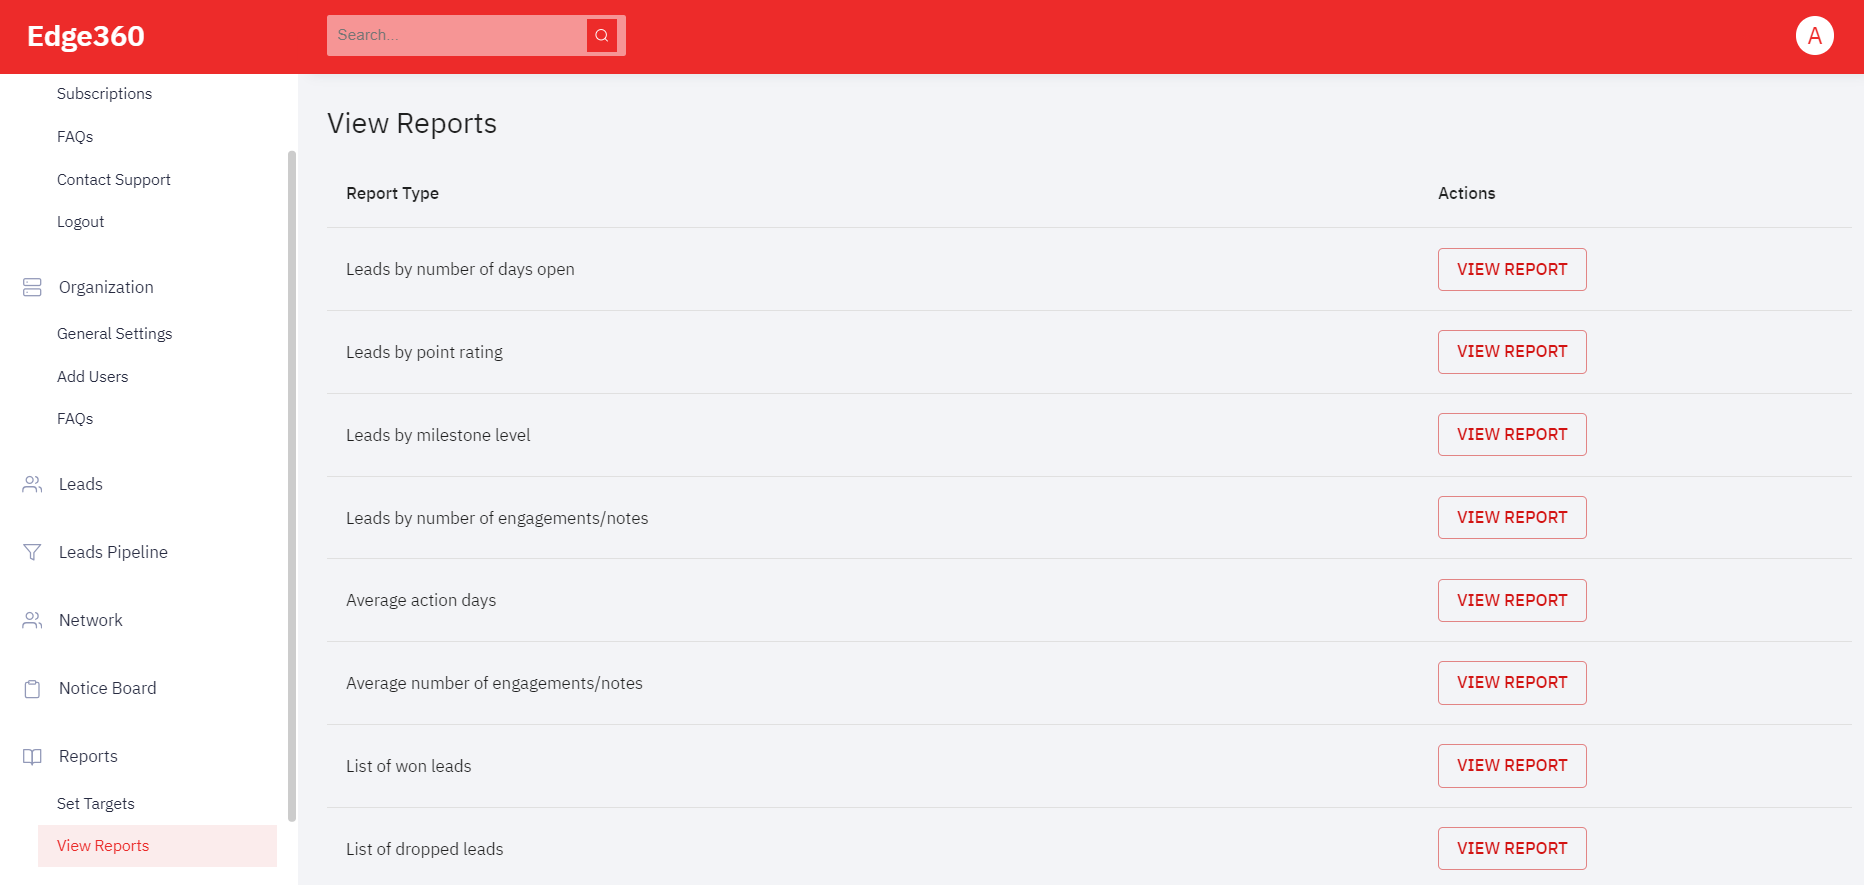 Edge360
Search...
A
Subscriptions
FAQs
Contact Support
Logout
Organization
General Settings
Add Users
FAQs
Leads
Leads Pipeline
Network
Notice Board
Reports
Set Targets
View Reports
View Reports
Report Type Actions
Leads by number of days open VIEW REPORT
Leads by point rating VIEW REPORT
Leads by milestone level VIEW REPORT
Leads by number of engagements/notes VIEW REPORT
Average action days VIEW REPORT
Average number of engagements/notes VIEW REPORT
List of won leads VIEW REPORT
List of dropped leads VIEW REPORT